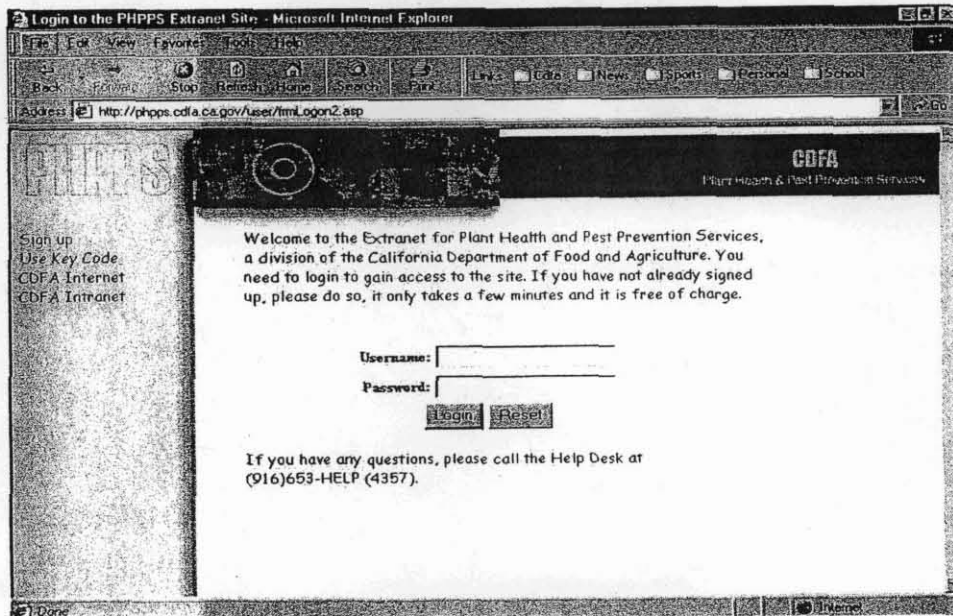 Login to the PHPPS Extranet Site - Microsoft Internet Explorer
File Edit View Favorites Tools Help
Back Forward Stop Refresh Home Search Print Links Cdfa News Sports Personal School
Address http://phpps.cdfa.ca.gov/user/frmLogon2.asp Go
PHPPS
CDFA
Plant Health & Pest Prevention Services
Sign up
Use Key Code
CDFA Internet
CDFA Intranet
Welcome to the Extranet for Plant Health and Pest Prevention Services,
a division of the California Department of Food and Agriculture. You
need to login to gain access to the site. If you have not already signed
up, please do so, it only takes a few minutes and it is free of charge.
Username:
Password:
Login Reset
If you have any questions, please call the Help Desk at
(916)653-HELP (4357).
Done Internet